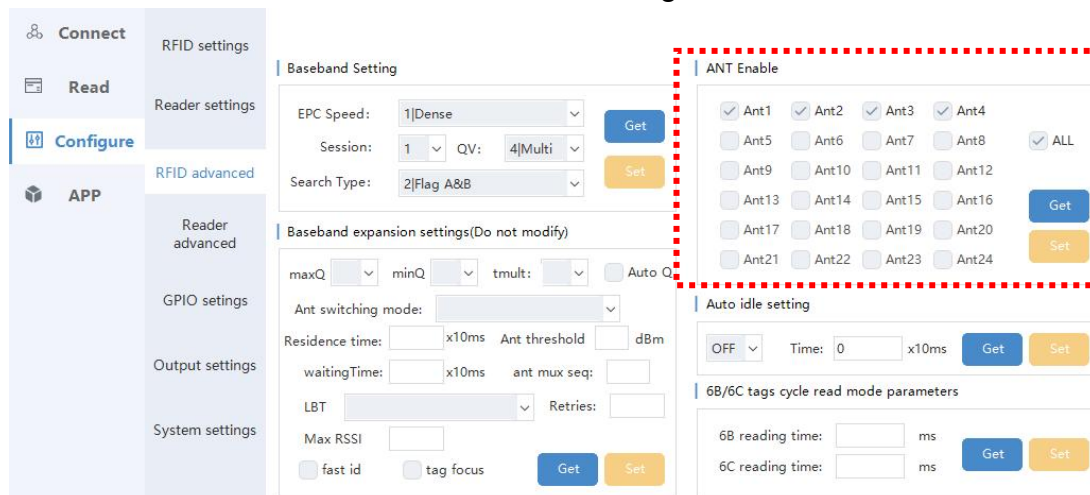 Connect
Read
Configure
APP
RFID settings
Reader settings
RFID advanced
Reader
advanced
GPIO setings
Output settings
System settings
Baseband Setting
EPC Speed: 1|Dense
Session: 1 QV: 4|Multi
Search Type: 2|Flag A&B
Get
Set
Baseband expansion settings(Do not modify)
maxQ minQ tmult: Auto Q
Ant switching mode:
Residence time: x10ms Ant threshold dBm
waitingTime: x10ms ant mux seq:
LBT Retries:
Max RSSI
fast id tag focus Get Set
ANT Enable
Ant1 Ant2 Ant3 Ant4
Ant5 Ant6 Ant7 Ant8 ALL
Ant9 Ant10 Ant11 Ant12
Ant13 Ant14 Ant15 Ant16 Get
Ant17 Ant18 Ant19 Ant20
Ant21 Ant22 Ant23 Ant24 Set
Auto idle setting
OFF Time: 0 x10ms Get Set
6B/6C tags cycle read mode parameters
6B reading time: ms
6C reading time: ms
Get Set